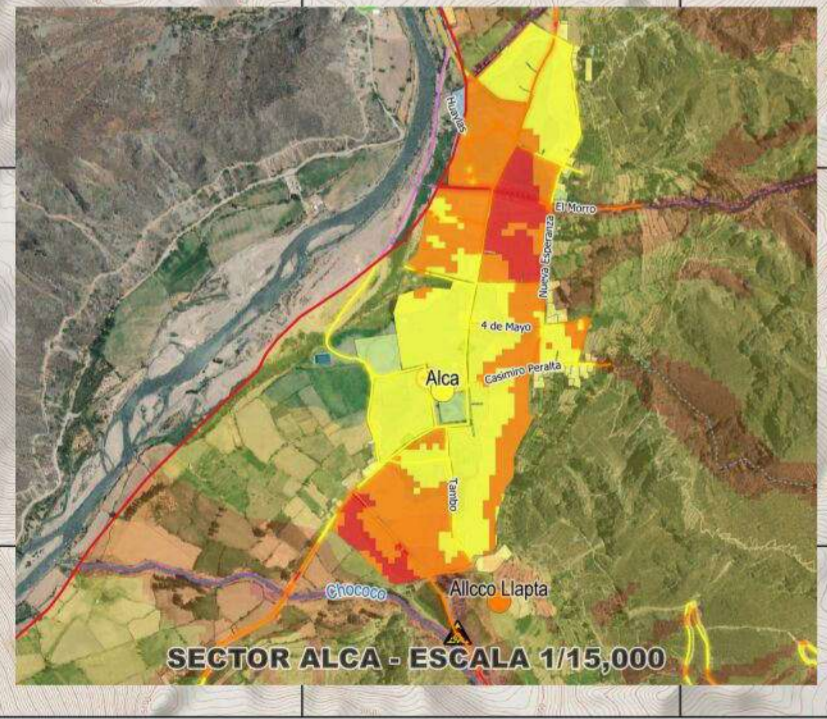 Huaylas
El Morro
Nueva Esperanza
4 de Mayo
Alca
Casimiro Peralta
Tambo
Chococo
Allcco Llapta
SECTOR ALCA - ESCALA 1/15,000